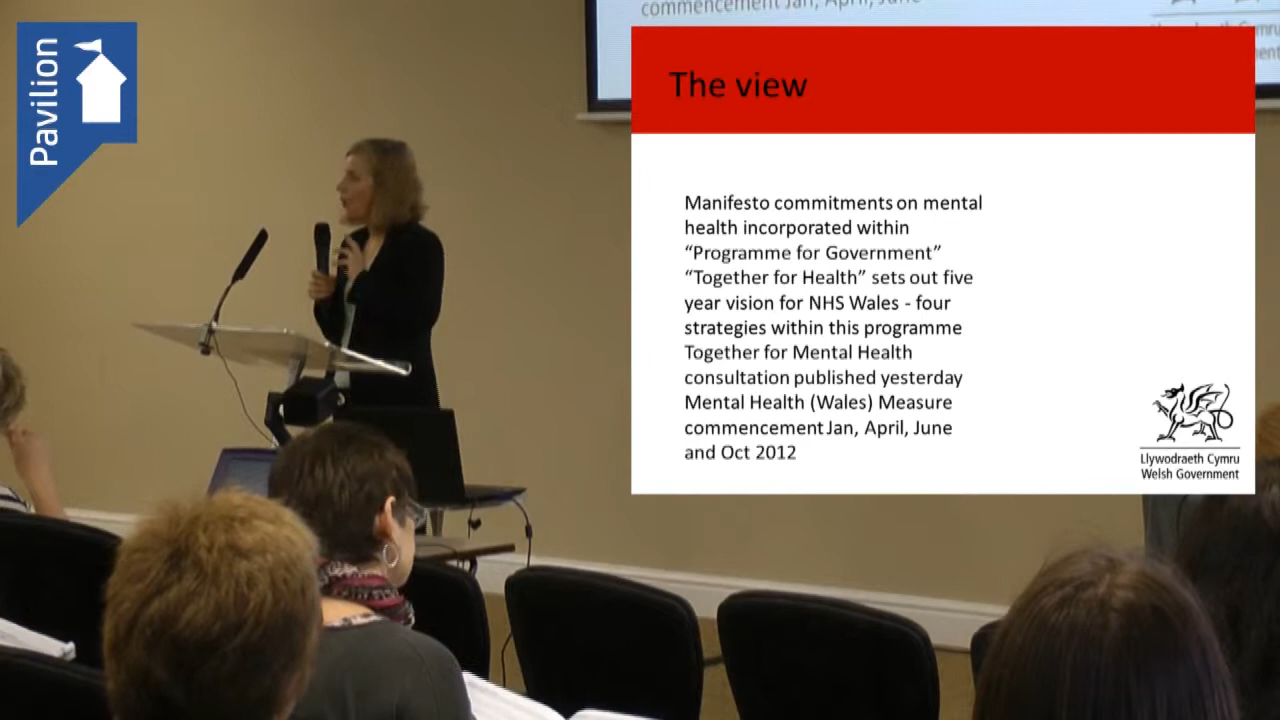 Pavilion
commencement Jan, April, June
The view
Manifesto commitments on mental
health incorporated within
“Programme for Government”
“Together for Health” sets out five
year vision for NHS Wales - four
strategies within this programme
Together for Mental Health
consultation published yesterday
Mental Health (Wales) Measure
commencement Jan, April, June
and Oct 2012
Llywodraeth Cymru
Welsh Government